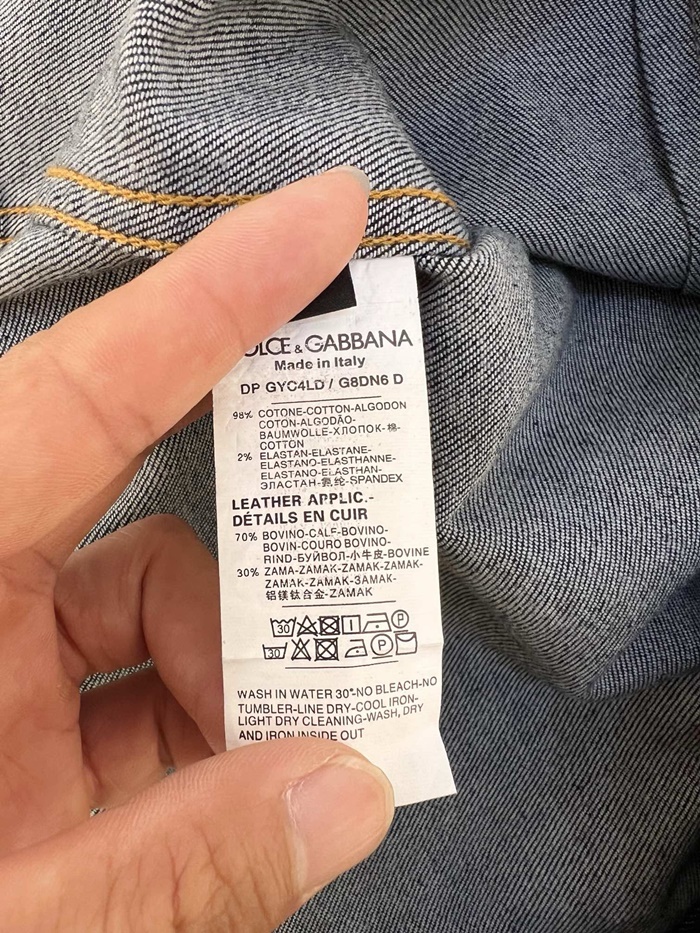 DOLCE & GABBANA
Made in Italy
DP GYC4LD / G8DN6 D
98% COTONE-COTTON-ALGODON
COTON-ALGODÃO-
BAUMWOLLE-ХЛОПОК-棉-
COTTON
2% ELASTAN-ELASTANE-
ELASTANO-ELASTHANNE-
ELASTANO-ELASTHAN-
ЭЛАСТАН-氨纶-SPANDEX
LEATHER APPLIC.-
DÉTAILS EN CUIR
70% BOVINO-CALF-BOVINO-
BOVIN-COURO BOVINO-
RIND-БУЙВОЛ-小牛皮-BOVINE
30% ZAMA-ZAMAK-ZAMAK-ZAMAK-
ZAMAK-ZAMAK-ЗАМАК-
铝镁钛合金-ZAMAK
30 P
30 P
WASH IN WATER 30°-NO BLEACH-NO
TUMBLER-LINE DRY-COOL IRON-
LIGHT DRY CLEANING-WASH, DRY
AND IRON INSIDE OUT